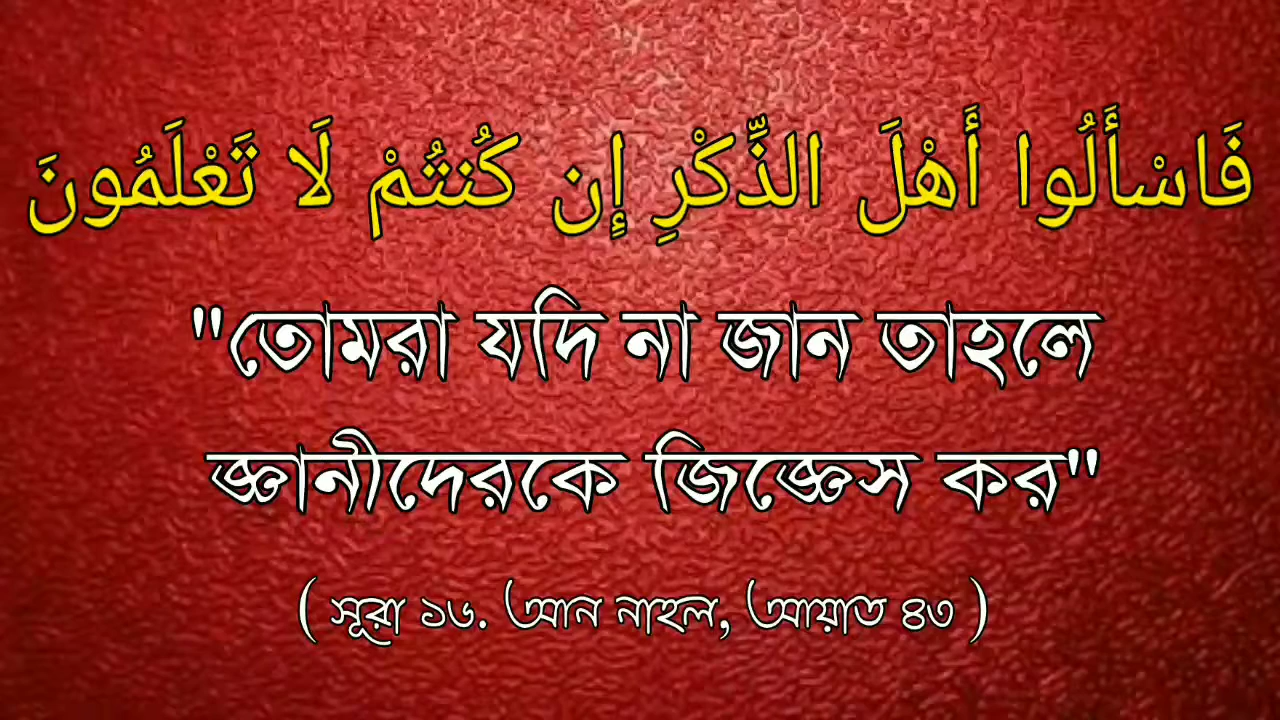 فَاسْأَلُوا أَهْلَ الذِّكْرِ إِن كُنتُمْ لَا تَعْلَمُونَ
"তোমরা যদি না জান তাহলে
জ্ঞানীদেরকে জিজ্ঞেস কর"
( সূরা ১৬. আন নাহল, আয়াত ৪৩ )